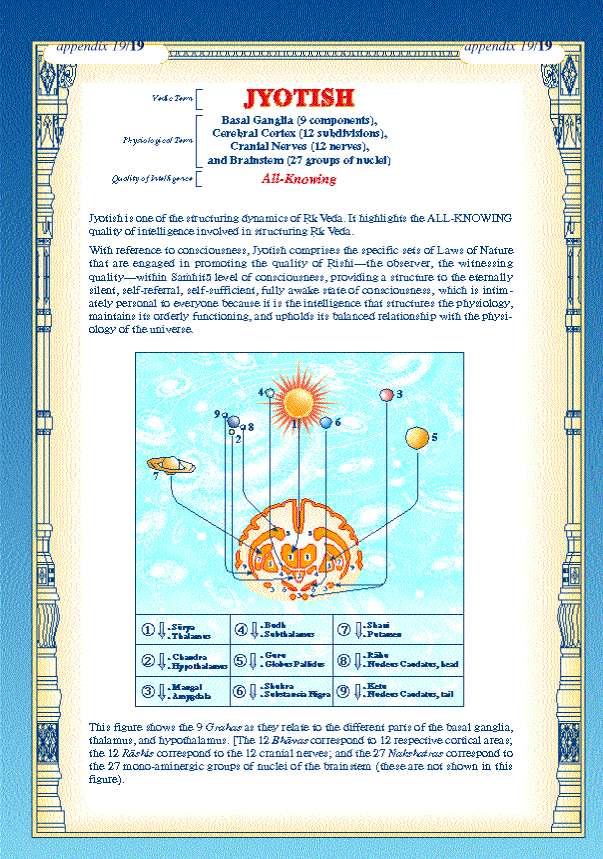 appendix 19/19
appendix 19/19
Vedic Term
JYOTISH
Physiological Term
Basal Ganglia (9 components),
Cerebral Cortex (12 subdivisions),
Cranial Nerves (12 nerves),
and Brainstem (27 groups of nuclei)
Quality of Intelligence
All-Knowing
Jyotish is one of the structuring dynamics of Ṛk Veda. It highlights the ALL-KNOWING
quality of intelligence involved in structuring Ṛk Veda.
With reference to consciousness, Jyotish comprises the specific sets of Laws of Nature
that are engaged in promoting the quality of Ṛishi—the observer, the witnessing
quality—within Saṁhitā level of consciousness, providing a structure to the eternally
silent, self-referral, self-sufficient, fully awake state of consciousness, which is intim-
ately personal to everyone because it is the intelligence that structures the physiology,
maintains its orderly functioning, and upholds its balanced relationship with the physi-
ology of the universe.
4
3
9
8
1
6
2
5
7
① Sūrya
Thalamus
④ Budh
Subthalamus
⑦ Shani
Putamen
② Chandra
Hypothalamus
⑤ Guru
Globus Pallidus
⑧ Rāhu
Nucleus Caudatus, head
③ Mangal
Amygdala
⑥ Shukra
Substancia Nigra
⑨ Ketu
Nucleus Caudatus, tail
This figure shows the 9 Grahas as they relate to the different parts of the basal ganglia,
thalamus, and hypothalamus. [The 12 Bhāvas correspond to 12 respective cortical areas;
the 12 Rāshis correspond to the 12 cranial nerves; and the 27 Nakshatras correspond to
the 27 mono-aminergic groups of nuclei of the brainstem (these are not shown in this
figure).